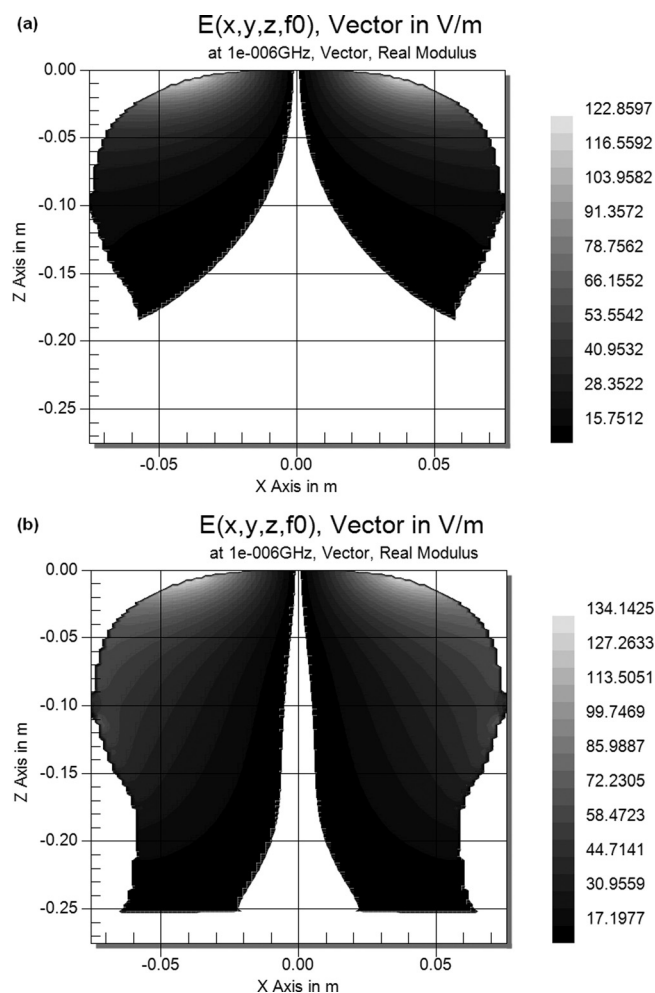 (a)
E(x,y,z,f0), Vector in V/m
at 1e-006GHz, Vector, Real Modulus
0.00
-0.05
-0.10
-0.15
-0.20
-0.25
Z Axis in m
-0.05 0.00 0.05
X Axis in m
122.8597
116.5592
103.9582
91.3572
78.7562
66.1552
53.5542
40.9532
28.3522
15.7512
(b)
E(x,y,z,f0), Vector in V/m
at 1e-006GHz, Vector, Real Modulus
0.00
-0.05
-0.10
-0.15
-0.20
-0.25
Z Axis in m
-0.05 0.00 0.05
X Axis in m
134.1425
127.2633
113.5051
99.7469
85.9887
72.2305
58.4723
44.7141
30.9559
17.1977